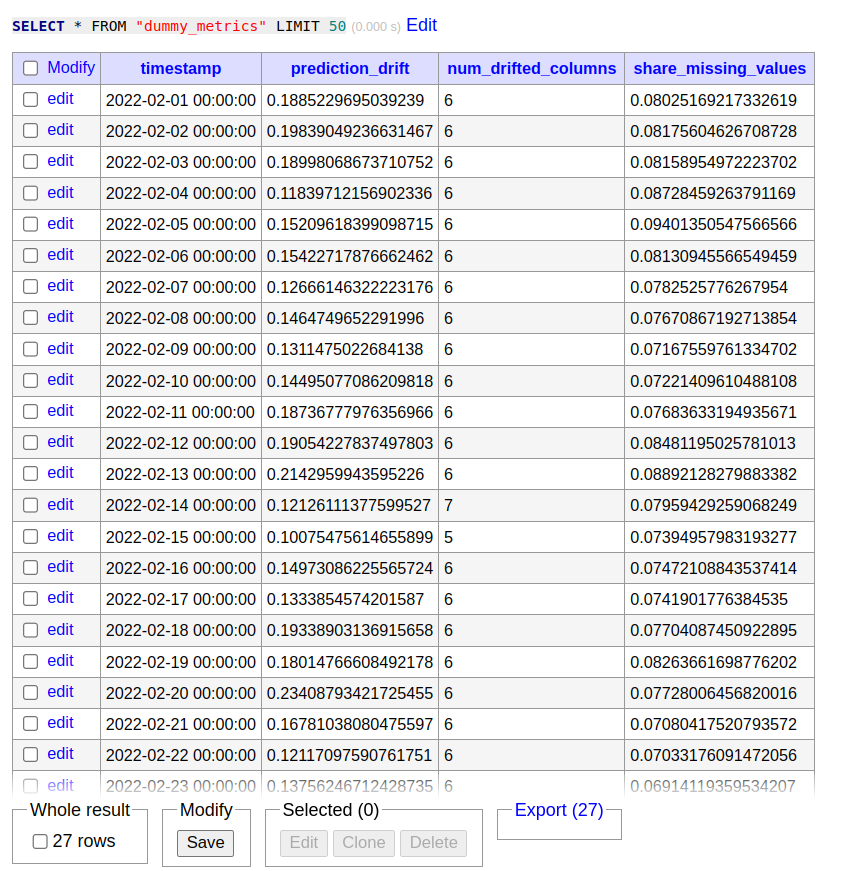 SELECT * FROM "dummy_metrics" LIMIT 50 (0.000 s) Edit
Modify timestamp prediction_drift num_drifted_columns share_missing_values
edit 2022-02-01 00:00:00 0.1885229695039239 6 0.08025169217332619
edit 2022-02-02 00:00:00 0.19839049236631467 6 0.08175604626708728
edit 2022-02-03 00:00:00 0.18998068673710752 6 0.08158954972223702
edit 2022-02-04 00:00:00 0.11839712156902336 6 0.08728459263791169
edit 2022-02-05 00:00:00 0.15209618399098715 6 0.09401350547566566
edit 2022-02-06 00:00:00 0.15422717876662462 6 0.08130945566549459
edit 2022-02-07 00:00:00 0.12666146322223176 6 0.0782525776267954
edit 2022-02-08 00:00:00 0.1464749652291996 6 0.07670867192713854
edit 2022-02-09 00:00:00 0.1311475022684138 6 0.07167559761334702
edit 2022-02-10 00:00:00 0.14495077086209818 6 0.07221409610488108
edit 2022-02-11 00:00:00 0.18736777976356966 6 0.07683633194935671
edit 2022-02-12 00:00:00 0.19054227837497803 6 0.08481195025781013
edit 2022-02-13 00:00:00 0.2142959943595226 6 0.08892128279883382
edit 2022-02-14 00:00:00 0.12126111377599527 7 0.07959429259068249
edit 2022-02-15 00:00:00 0.10075475614655899 5 0.07394957983193277
edit 2022-02-16 00:00:00 0.14973086225565724 6 0.07472108843537414
edit 2022-02-17 00:00:00 0.1333854574201587 6 0.0741901776384535
edit 2022-02-18 00:00:00 0.19338903136915658 6 0.07704087450922895
edit 2022-02-19 00:00:00 0.18014766608492178 6 0.08263661698776202
edit 2022-02-20 00:00:00 0.23408793421725455 6 0.07728006456820016
edit 2022-02-21 00:00:00 0.16781038080475597 6 0.07080417520793572
edit 2022-02-22 00:00:00 0.12117097590761751 6 0.07033176091472056
edit 2022-02-23 00:00:00 0.13756246712428735 6 0.06914119359534207
Whole result Modify Selected (0) Export (27)
27 rows Save Edit Clone Delete